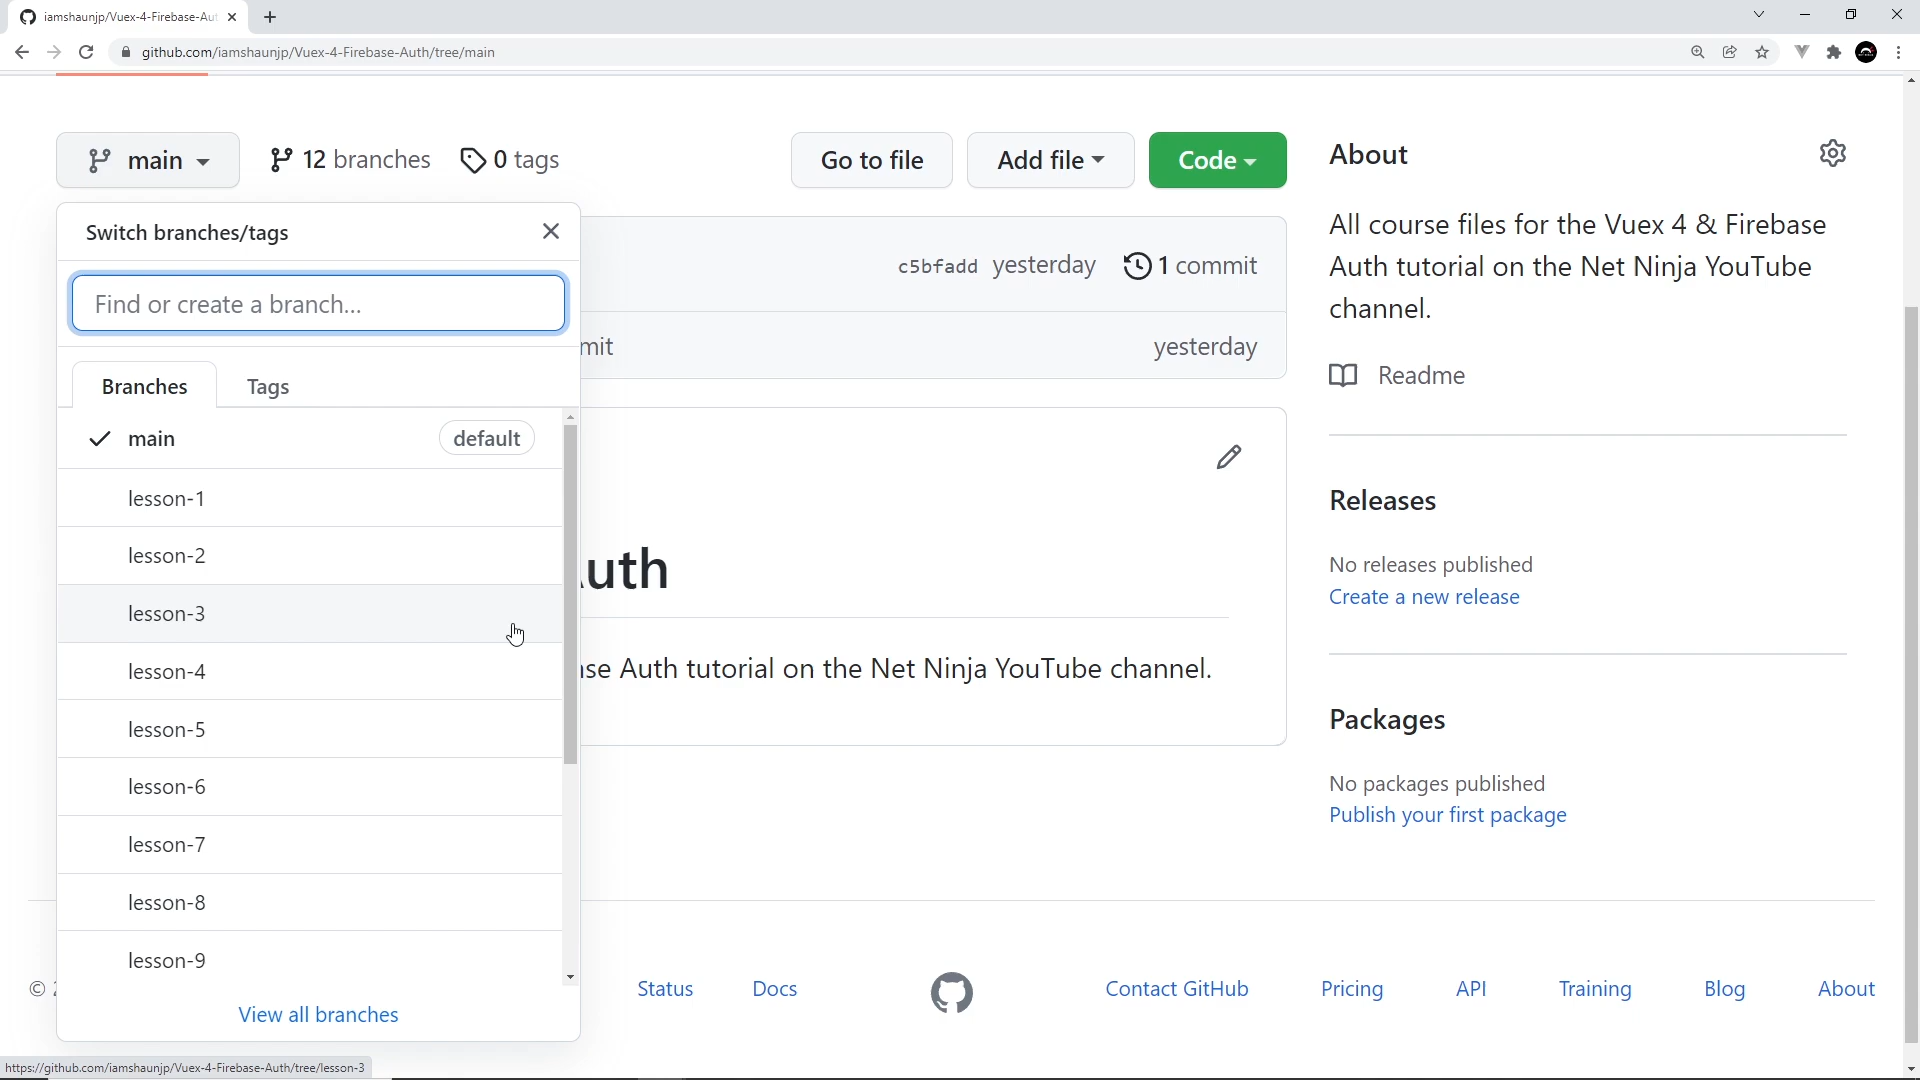 iamshaunjp/Vuex-4-Firebase-Aut
github.com/iamshaunjp/Vuex-4-Firebase-Auth/tree/main
main
12 branches
0 tags
Go to file
Add file
Code
About
Switch branches/tags
All course files for the Vuex 4 & Firebase
Auth tutorial on the Net Ninja YouTube
channel.
c5bfadd yesterday 1 commit
Find or create a branch...
mit
yesterday
Readme
Branches
Tags
main
default
lesson-1
Releases
lesson-2
uth
No releases published
Create a new release
lesson-3
lesson-4
se Auth tutorial on the Net Ninja YouTube channel.
lesson-5
Packages
lesson-6
No packages published
Publish your first package
lesson-7
lesson-8
lesson-9
©
Status
Docs
Contact GitHub
Pricing
API
Training
Blog
About
View all branches
https://github.com/iamshaunjp/Vuex-4-Firebase-Auth/tree/lesson-3